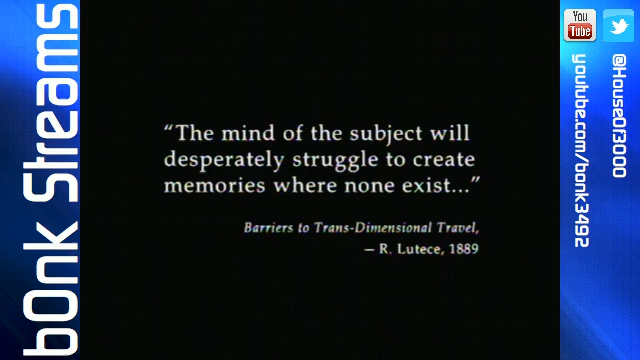 b0nk Streams
“The mind of the subject will
desperately struggle to create
memories where none exist...”
Barriers to Trans-Dimensional Travel,
— R. Lutece, 1889
You
Tube
youtube.com/bonk3492
@HouseOf3000